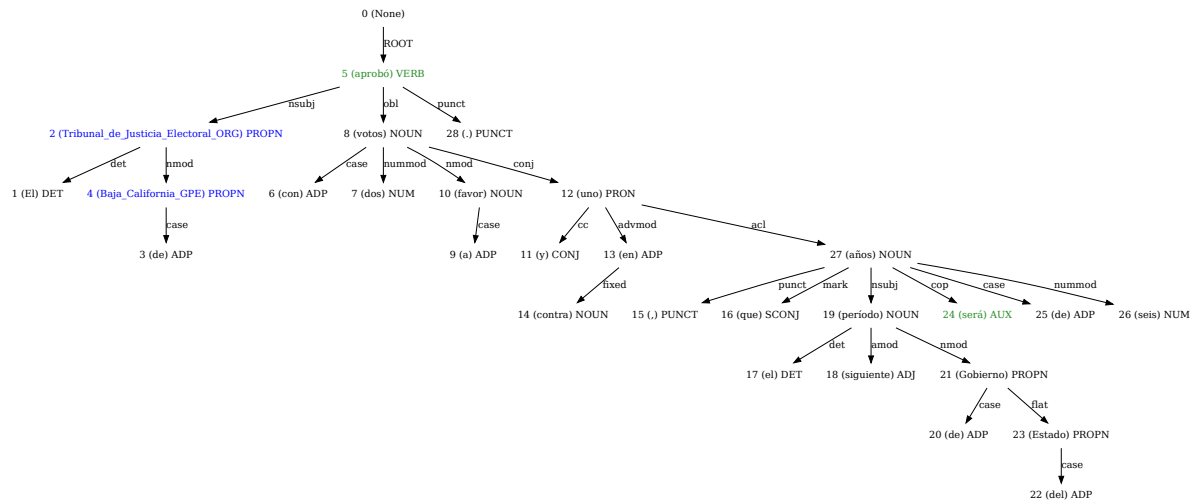 0 (None)
ROOT
5 (aprobó) VERB
nsubj obl punct
2 (Tribunal_de_Justicia_Electoral_ORG) PROPN 8 (votos) NOUN 28 (.) PUNCT
det nmod case nummod nmod conj
1 (El) DET 4 (Baja_California_GPE) PROPN 6 (con) ADP 7 (dos) NUM 10 (favor) NOUN 12 (uno) PRON
case case cc advmod acl
3 (de) ADP 9 (a) ADP 11 (y) CONJ 13 (en) ADP 27 (años) NOUN
fixed punct mark nsubj cop case nummod
14 (contra) NOUN 15 (,) PUNCT 16 (que) SCONJ 19 (período) NOUN 24 (será) AUX 25 (de) ADP 26 (seis) NUM
det amod nmod
17 (el) DET 18 (siguiente) ADJ 21 (Gobierno) PROPN
case flat
20 (de) ADP 23 (Estado) PROPN
case
22 (del) ADP